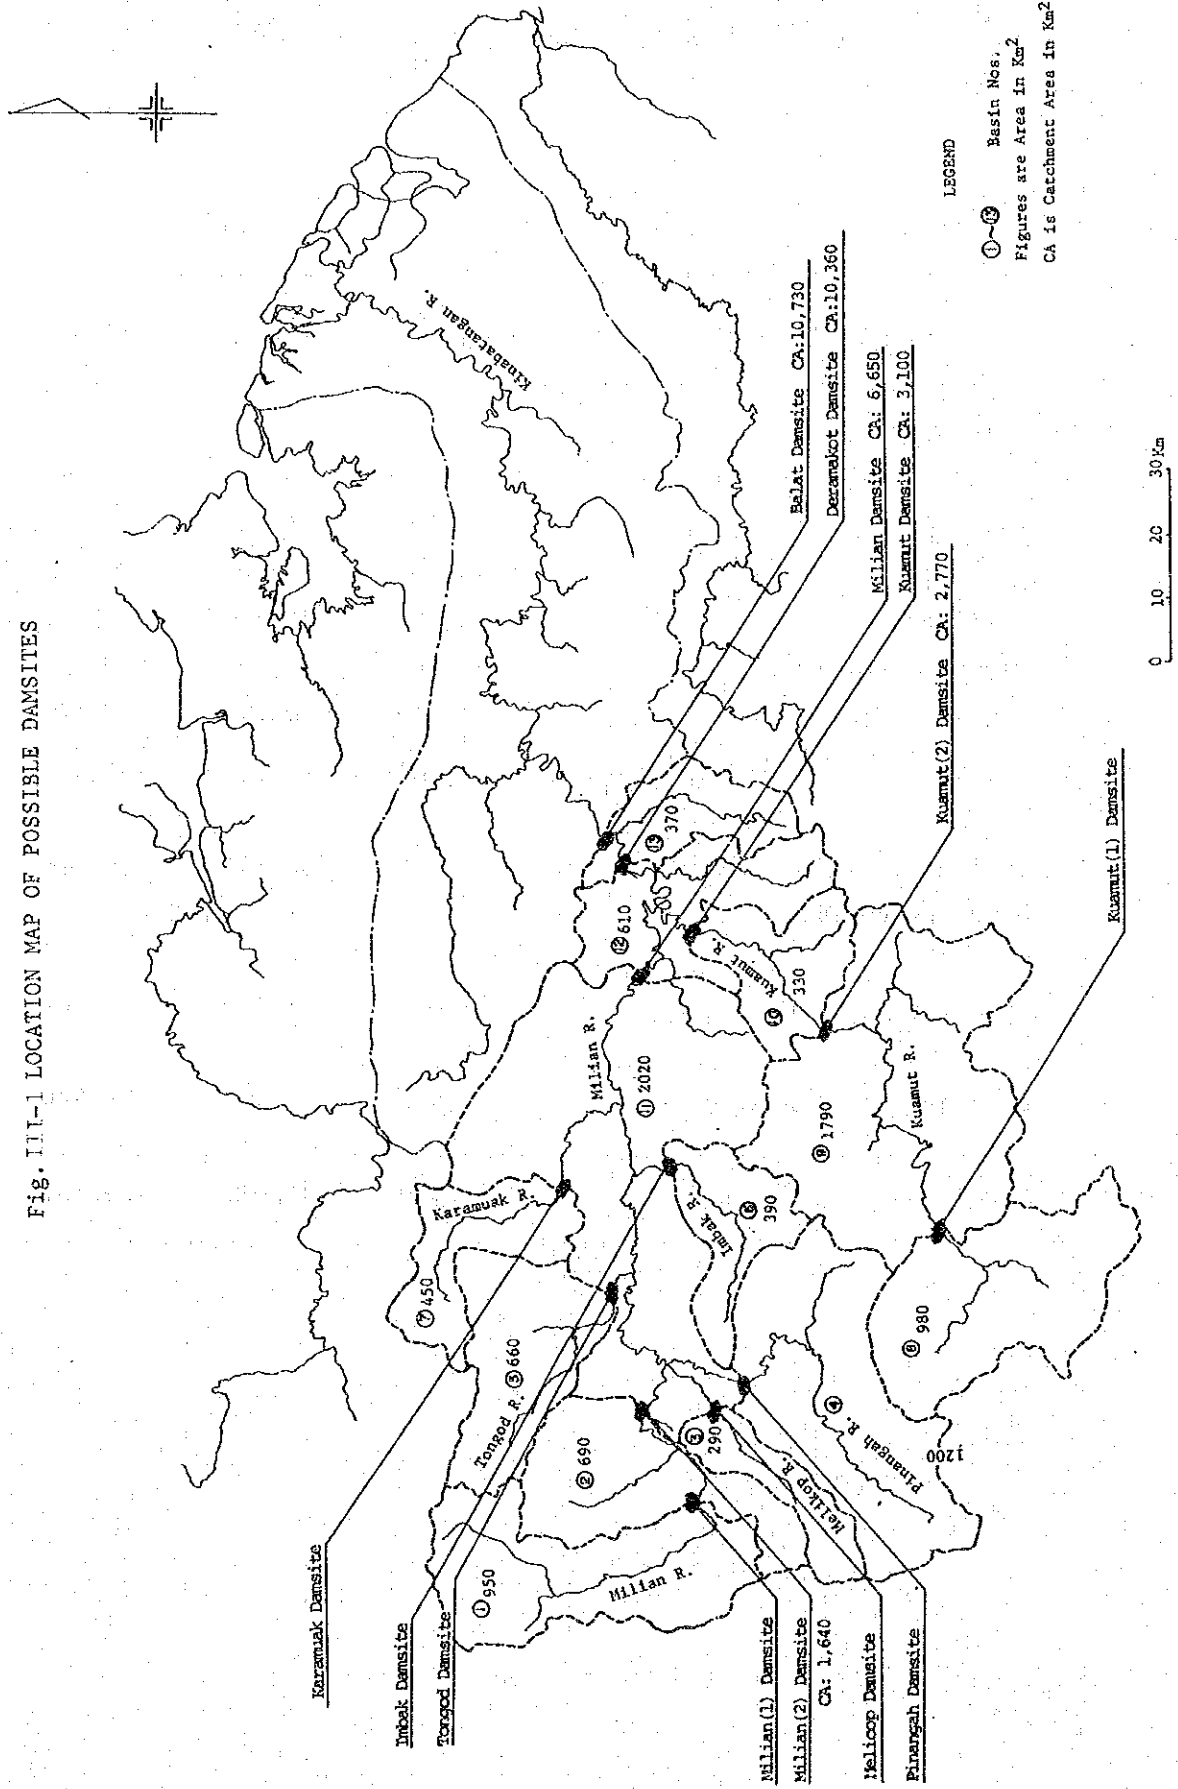 Fig. III-1 LOCATION MAP OF POSSIBLE DAMSITES
Kinabatangan R.
Karamuak Damsite
Imbak Damsite
Tongod Damsite
Milian(1) Damsite
Milian(2) Damsite
CA: 1,640
Melicop Damsite
Pinangah Damsite
① 950
Milian R.
② 690
Tongod R.
⑤ 660
⑦ 450
Karamuak R.
③
290
Melikop R.
④
Pinangah R.
1200
Imbak R.
⑥
390
⑧ 980
Milian R.
⑪ 2020
⑨ 1790
Kuamut R.
⑩
330
Kuamut R.
⑫ 610
⑬
370
Balat Damsite CA:10,730
Deramakot Damsite CA:10,360
Milian Damsite CA: 6,650
Kuamut Damsite CA: 3,100
Kuamut(2) Damsite CA: 2,770
Kuamut(1) Damsite
LEGEND
①~⑬ Basin Nos.
Figures are Area in Km²
CA is Catchment Area in Km²
0 10 20 30 Km